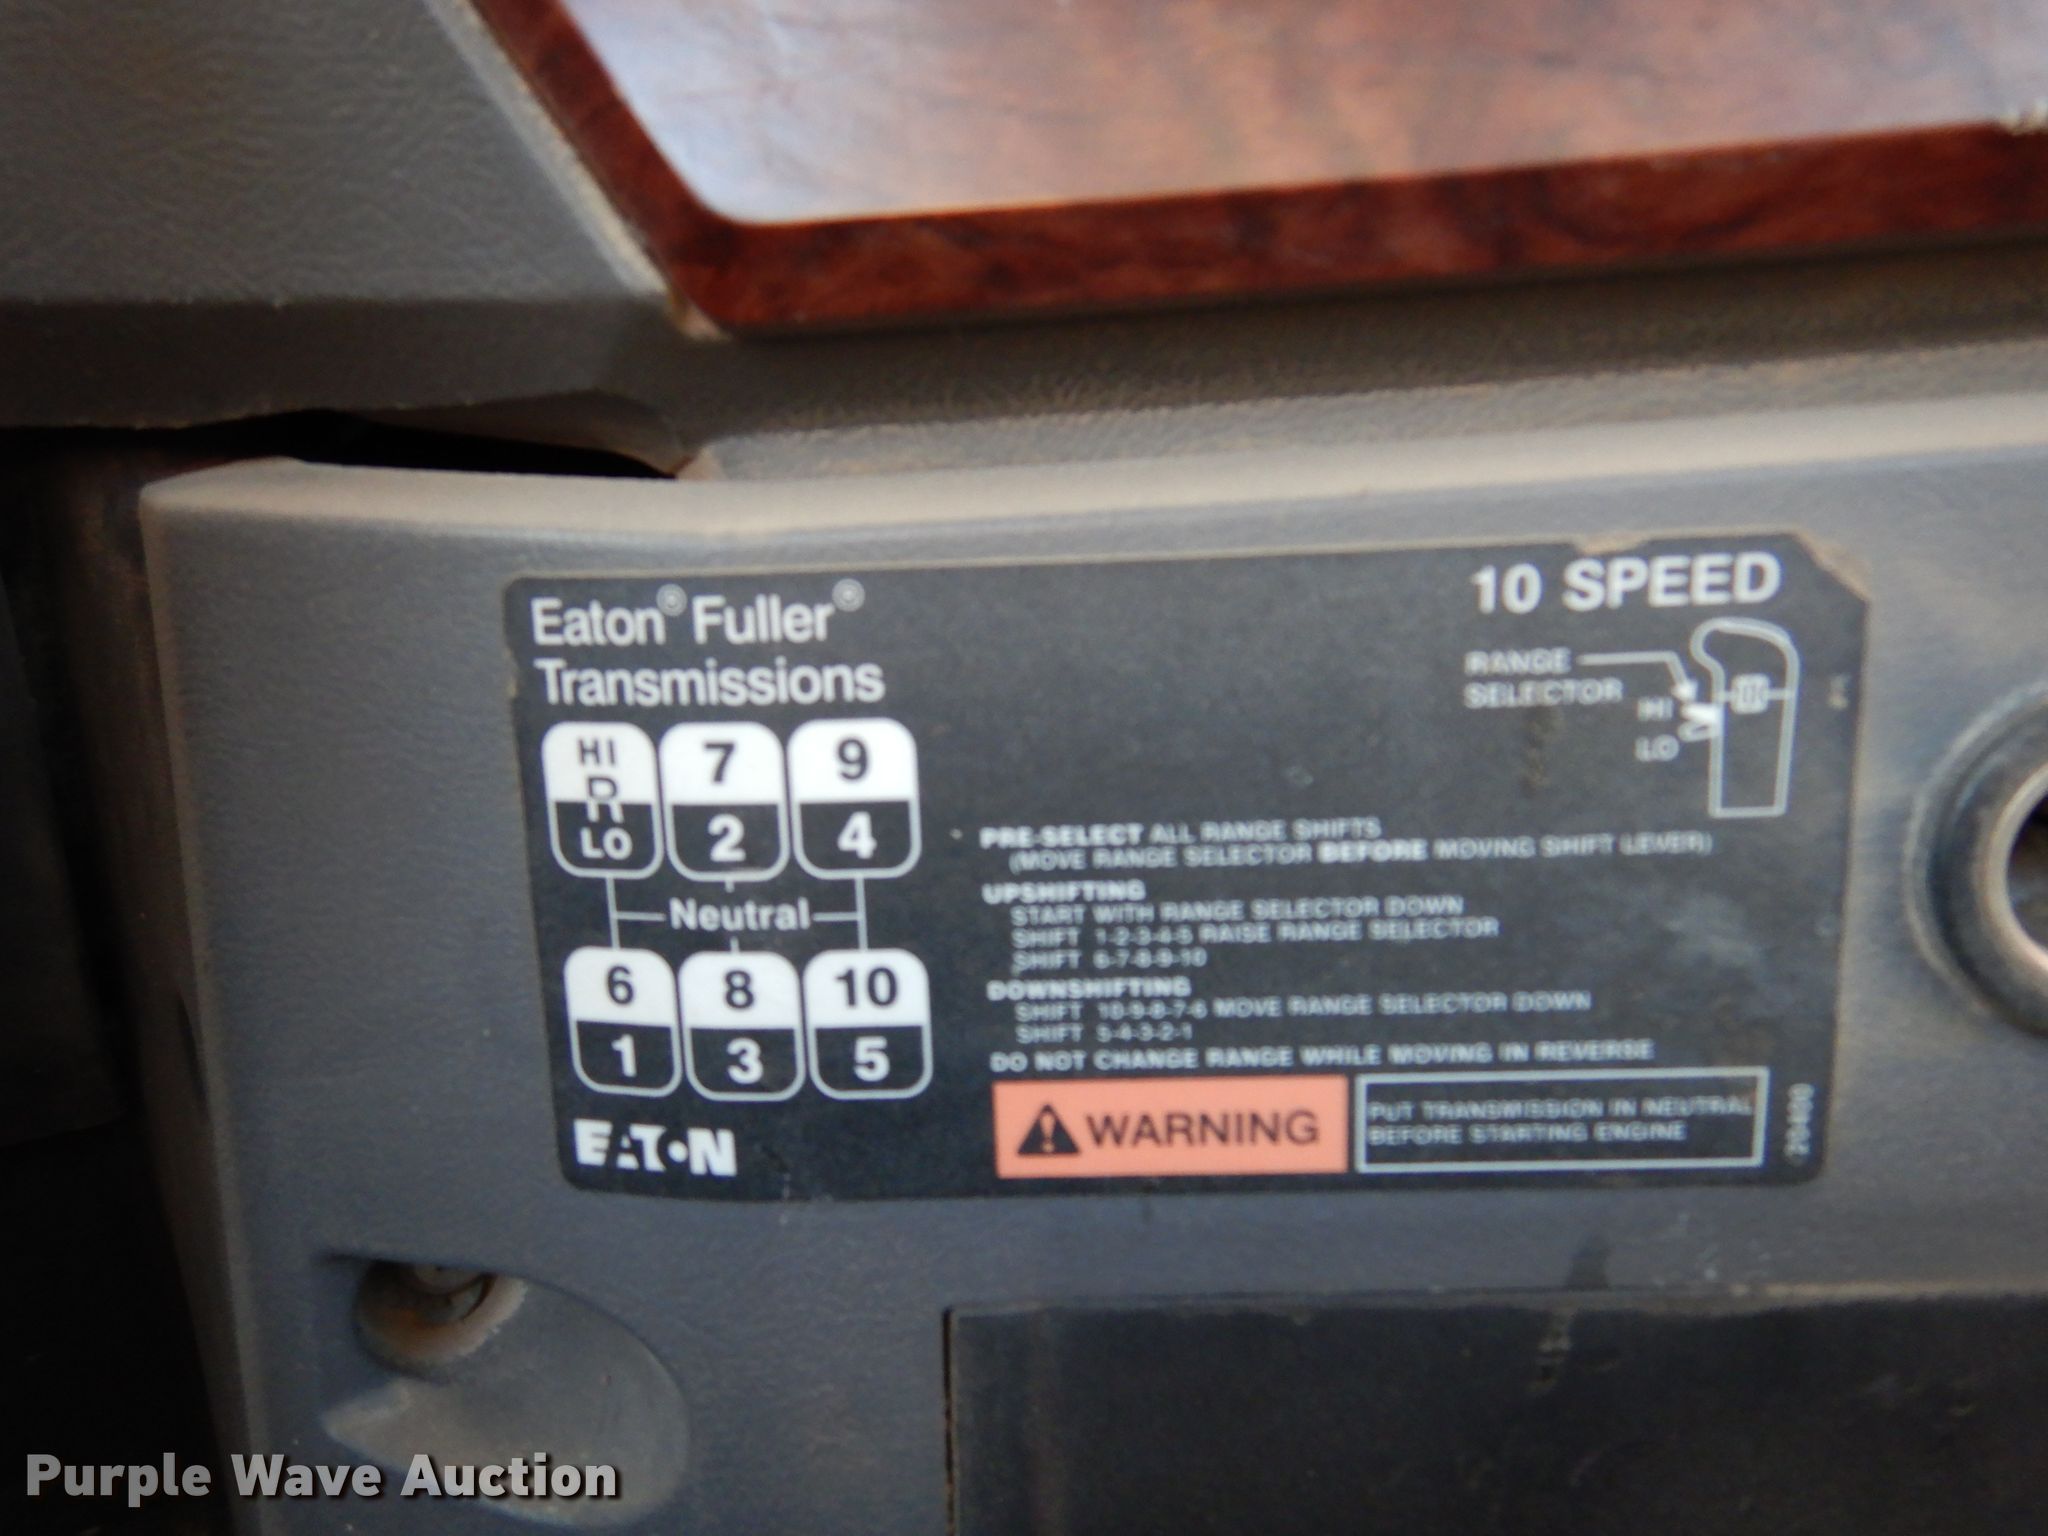 Eaton® Fuller®
Transmissions
10 SPEED
RANGE
SELECTOR
HI
LO
HI 7 9
R
LO 2 4
Neutral
6 8 10
1 3 5
EATON
PRE-SELECT ALL RANGE SHIFTS
(MOVE RANGE SELECTOR BEFORE MOVING SHIFT LEVER)
UPSHIFTING
START WITH RANGE SELECTOR DOWN
SHIFT 1-2-3-4-5 RAISE RANGE SELECTOR
SHIFT 6-7-8-9-10
DOWNSHIFTING
SHIFT 10-9-8-7-6 MOVE RANGE SELECTOR DOWN
SHIFT 5-4-3-2-1
DO NOT CHANGE RANGE WHILE MOVING IN REVERSE
WARNING
PUT TRANSMISSION IN NEUTRAL
BEFORE STARTING ENGINE
Purple Wave Auction